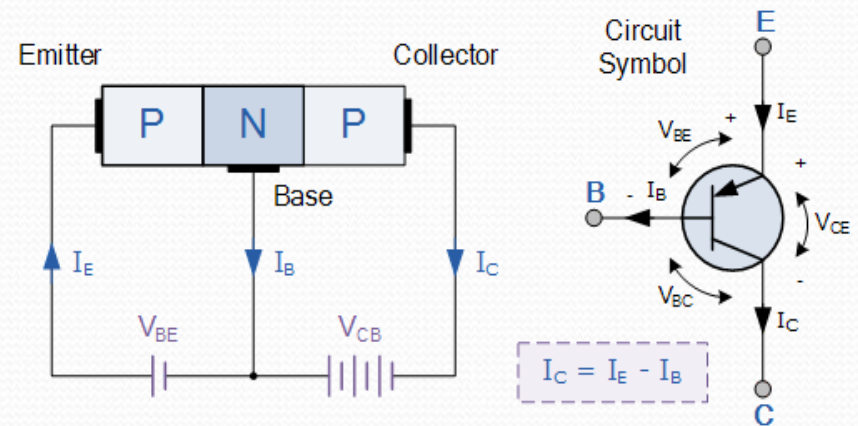 Emitter
Collector
P
N
P
Base
I_E
I_B
I_C
V_BE
V_CB
Circuit
Symbol
E
I_E
V_BE
+
+
B
-
I_B
V_CE
V_BC
-
I_C
I_C = I_E - I_B
C